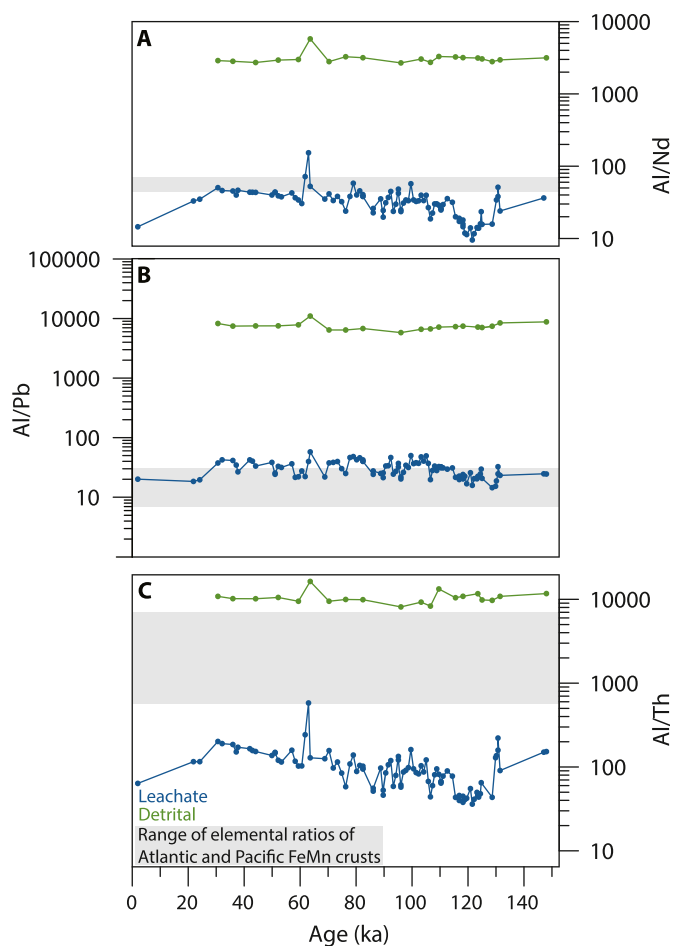 A
10000
1000
100
10
Al/Nd
B
100000
10000
1000
100
10
Al/Pb
C
10000
1000
100
10
Al/Th
Leachate
Detrital
Range of elemental ratios of
Atlantic and Pacific FeMn crusts
0 20 40 60 80 100 120 140
Age (ka)